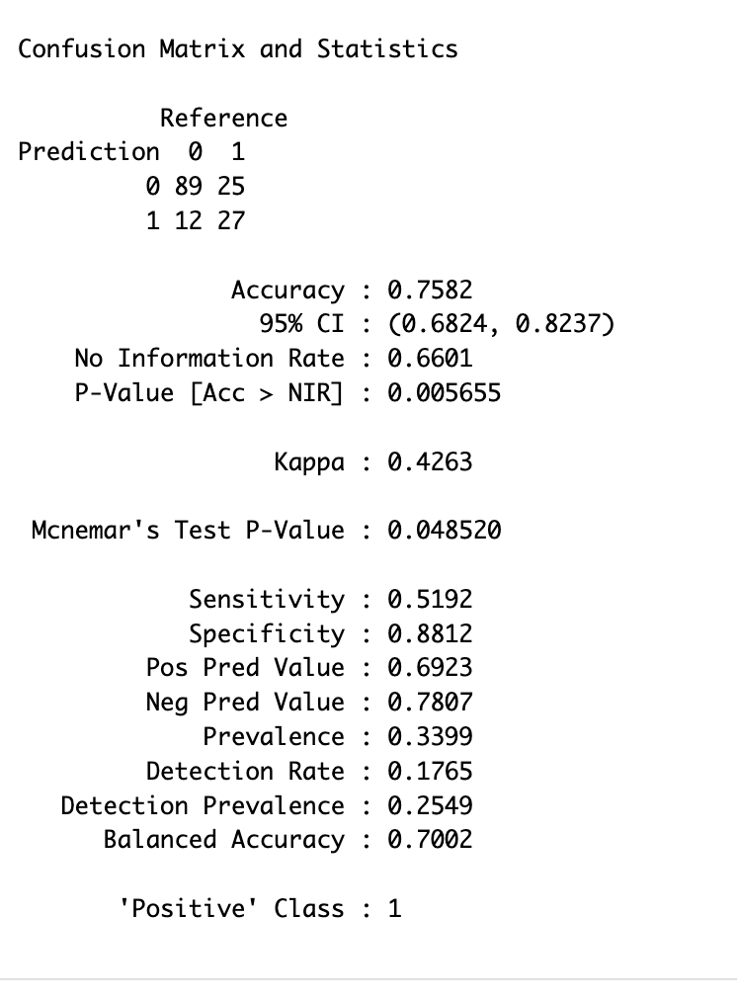 Confusion Matrix and Statistics
Reference
Prediction 0 1
0 89 25
1 12 27
Accuracy : 0.7582
95% CI : (0.6824, 0.8237)
No Information Rate : 0.6601
P-Value [Acc > NIR] : 0.005655
Kappa : 0.4263
Mcnemar's Test P-Value : 0.048520
Sensitivity : 0.5192
Specificity : 0.8812
Pos Pred Value : 0.6923
Neg Pred Value : 0.7807
Prevalence : 0.3399
Detection Rate : 0.1765
Detection Prevalence : 0.2549
Balanced Accuracy : 0.7002
'Positive' Class : 1